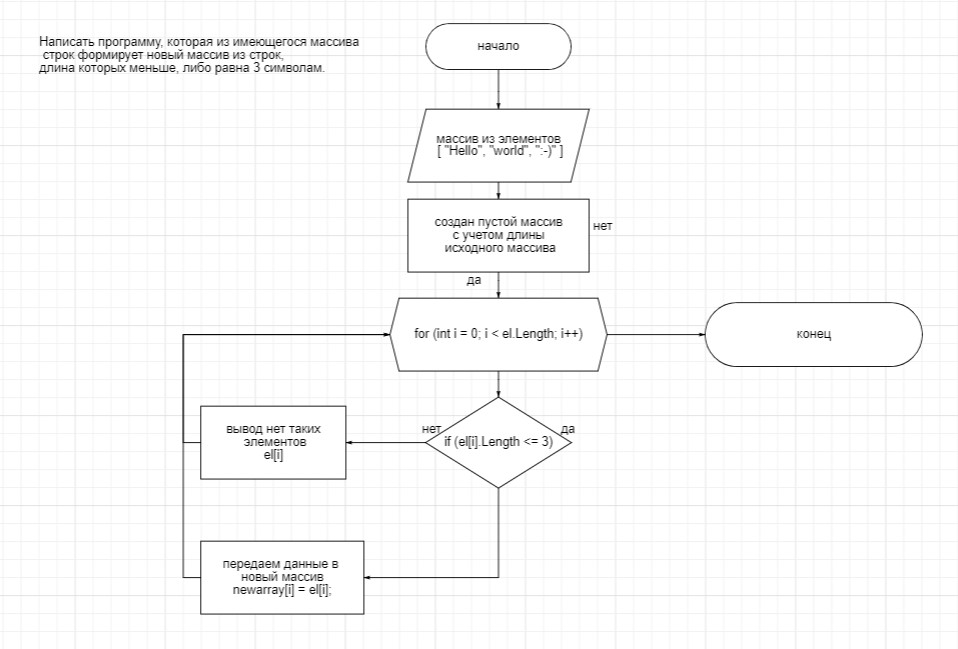 Написать программу, которая из имеющегося массива
строк формирует новый массив из строк,
длина которых меньше, либо равна 3 символам.
начало
массив из элементов
[ "Hello", "world", ":-)" ]
создан пустой массив
с учетом длины
исходного массива
нет
да
for (int i = 0; i < el.Length; i++)
конец
нет
if (el[i].Length <= 3)
да
вывод нет таких
элементов
el[i]
передаем данные в
новый массив
newarray[i] = el[i];